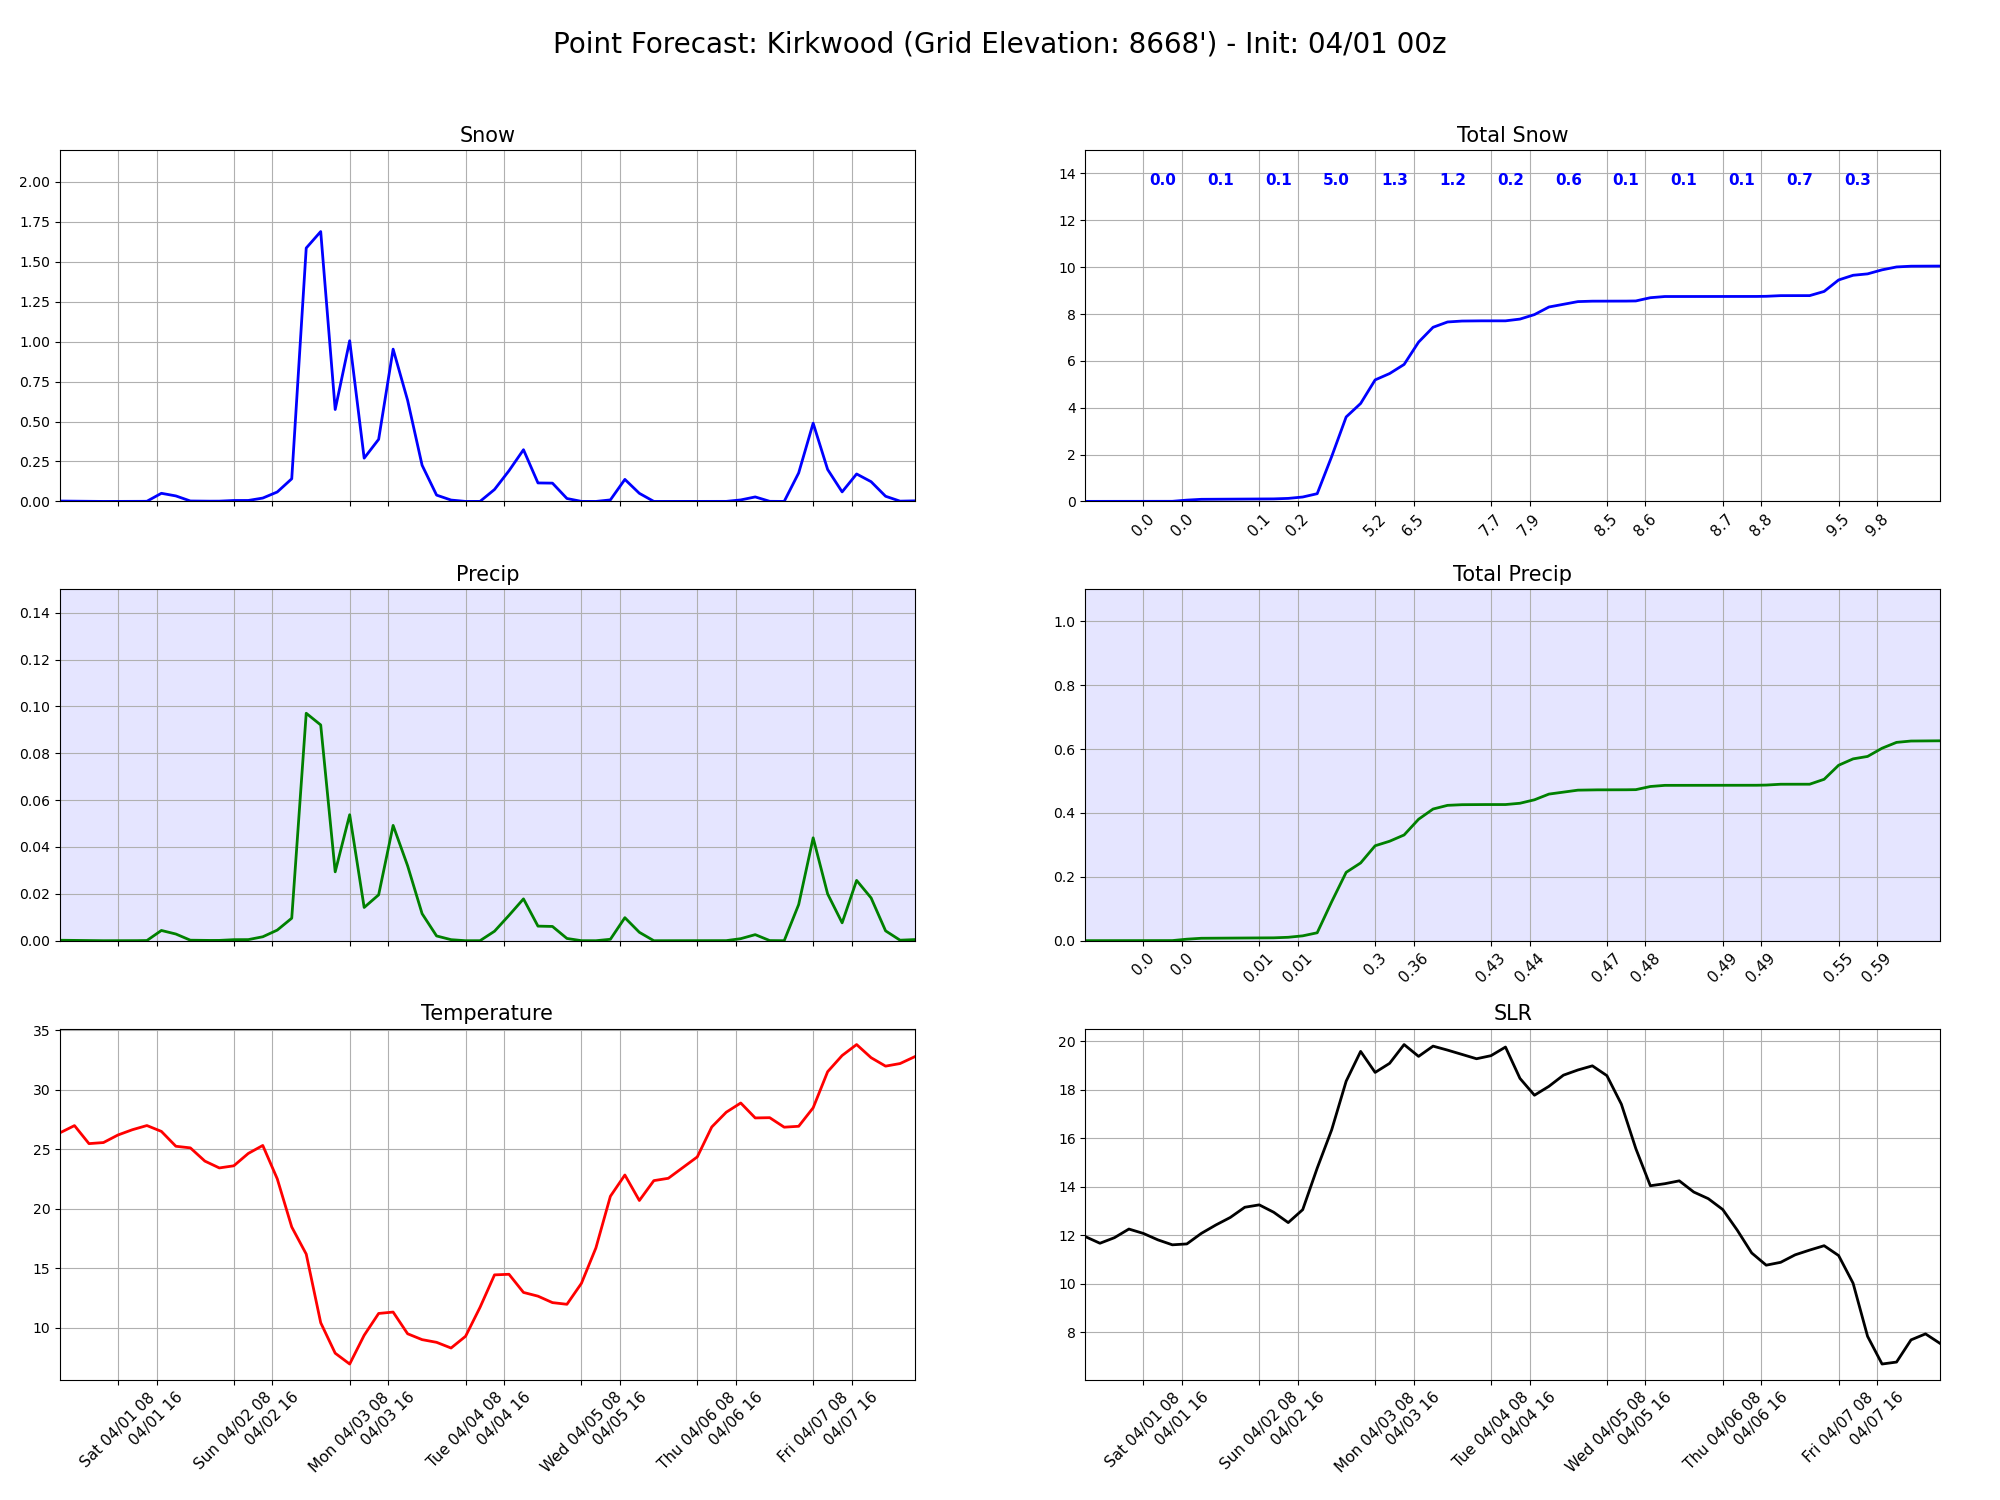 Point Forecast: Kirkwood (Grid Elevation: 8668') - Init: 04/01 00z
Snow
2.00
1.75
1.50
1.25
1.00
0.75
0.50
0.25
0.00
Total Snow
0.0 0.1 0.1 5.0 1.3 1.2 0.2 0.6 0.1 0.1 0.1 0.7 0.3
14
12
10
8
6
4
2
0
0.0 0.0 0.1 0.2 5.2 6.5 7.7 7.9 8.5 8.6 8.7 8.8 9.5 9.8
Precip
0.14
0.12
0.10
0.08
0.06
0.04
0.02
0.00
Total Precip
1.0
0.8
0.6
0.4
0.2
0.0
0.0 0.0 0.01 0.01 0.3 0.36 0.43 0.44 0.47 0.48 0.49 0.49 0.55 0.59
Temperature
35
30
25
20
15
10
Sat 04/01 08
04/01 16
Sun 04/02 08
04/02 16
Mon 04/03 08
04/03 16
Tue 04/04 08
04/04 16
Wed 04/05 08
04/05 16
Thu 04/06 08
04/06 16
Fri 04/07 08
04/07 16
SLR
20
18
16
14
12
10
8
Sat 04/01 08
04/01 16
Sun 04/02 08
04/02 16
Mon 04/03 08
04/03 16
Tue 04/04 08
04/04 16
Wed 04/05 08
04/05 16
Thu 04/06 08
04/06 16
Fri 04/07 08
04/07 16